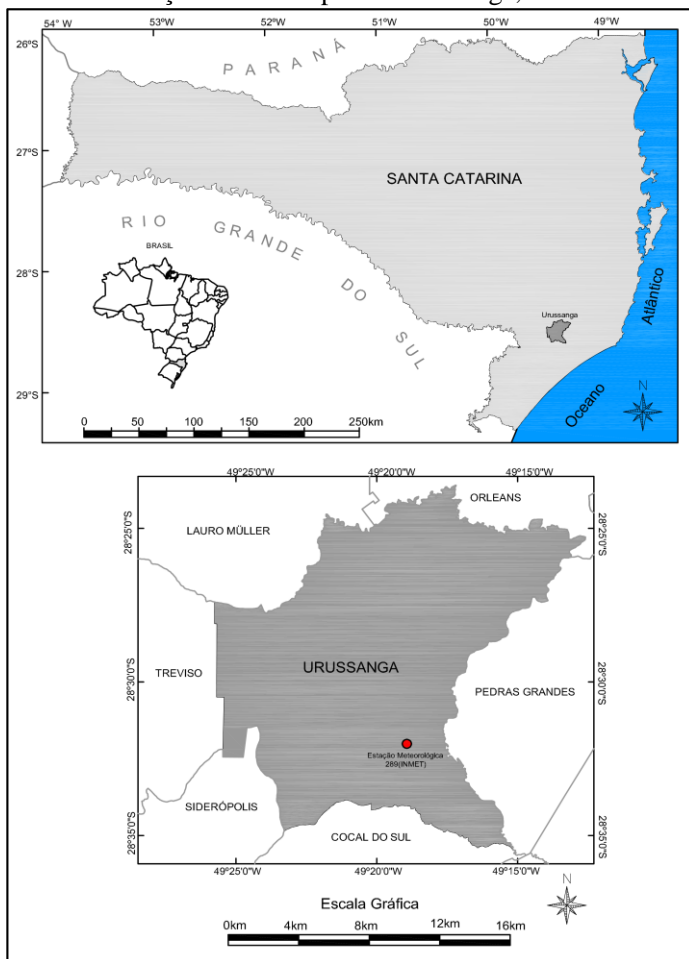 54° W
53°W
52°W
51°W
50°W
49°W
26°S
27°S
28°S
29°S
PARANÁ
SANTA CATARINA
RIO GRANDE DO SUL
BRASIL
Urussanga
Oceano Atlântico
N
0 25 50 75 100 150 200 250km
49°25'0"W
49°20'0"W
49°15'0"W
28°25'0"S
28°25'0"S
ORLEANS
LAURO MÜLLER
TREVISO
URUSSANGA
28°30'0"S
28°30'0"S
PEDRAS GRANDES
Estação Meteorológica
289(INMET)
SIDERÓPOLIS
COCAL DO SUL
28°35'0"S
28°35'0"S
49°25'0"W
49°20'0"W
49°15'0"W
N
Escala Gráfica
0km 4km 8km 12km 16km